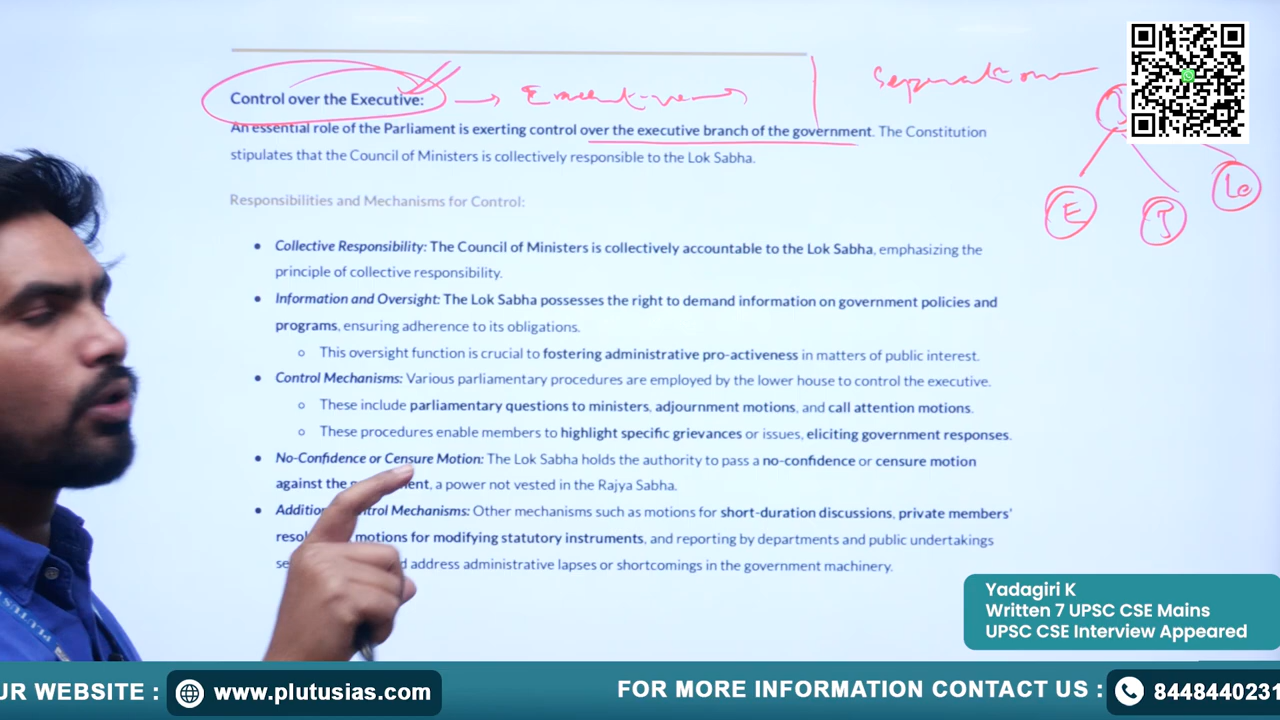 Control over the Executive:
Executive
Separation
An essential role of the Parliament is exerting control over the executive branch of the government. The Constitution
stipulates that the Council of Ministers is collectively responsible to the Lok Sabha.
E
J
Le
Responsibilities and Mechanisms for Control:
• Collective Responsibility: The Council of Ministers is collectively accountable to the Lok Sabha, emphasizing the
principle of collective responsibility.
• Information and Oversight: The Lok Sabha possesses the right to demand information on government policies and
programs, ensuring adherence to its obligations.
○ This oversight function is crucial to fostering administrative pro-activeness in matters of public interest.
• Control Mechanisms: Various parliamentary procedures are employed by the lower house to control the executive.
○ These include parliamentary questions to ministers, adjournment motions, and call attention motions.
○ These procedures enable members to highlight specific grievances or issues, eliciting government responses.
• No-Confidence or Censure Motion: The Lok Sabha holds the authority to pass a no-confidence or censure motion
against the , a power not vested in the Rajya Sabha.
• Mechanisms: Other mechanisms such as motions for short-duration discussions, private members'
motions for modifying statutory instruments, and reporting by departments and public undertakings
address administrative lapses or shortcomings in the government machinery.
Yadagiri K
Written 7 UPSC CSE Mains
UPSC CSE Interview Appeared
UR WEBSITE :
www.plutusias.com
FOR MORE INFORMATION CONTACT US :
8448440231